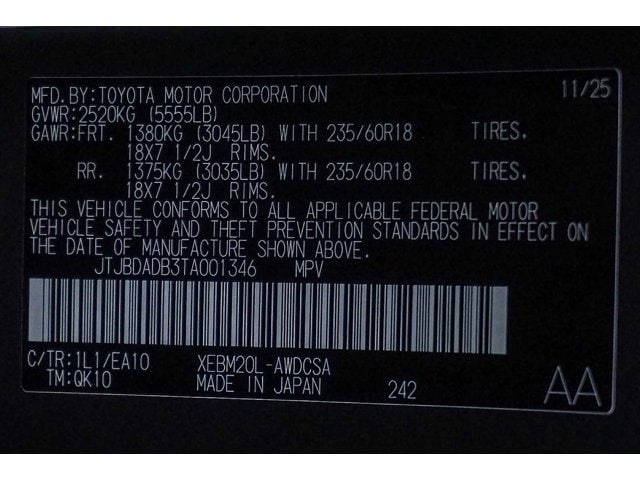 MFD.BY:TOYOTA MOTOR CORPORATION 11/25
GVWR:2520KG (5555LB)
GAWR:FRT. 1380KG (3045LB) WITH 235/60R18 TIRES.
18X7 1/2J RIMS.
RR. 1375KG (3035LB) WITH 235/60R18 TIRES.
18X7 1/2J RIMS.
THIS VEHICLE CONFORMS TO ALL APPLICABLE FEDERAL MOTOR
VEHICLE SAFETY AND THEFT PREVENTION STANDARDS IN EFFECT ON
THE DATE OF MANUFACTURE SHOWN ABOVE.
JTJBDADB3TA001346 MPV
C/TR:1L1/EA10 XEBM20L-AWDCSA
TM:QK10 MADE IN JAPAN 242 AA